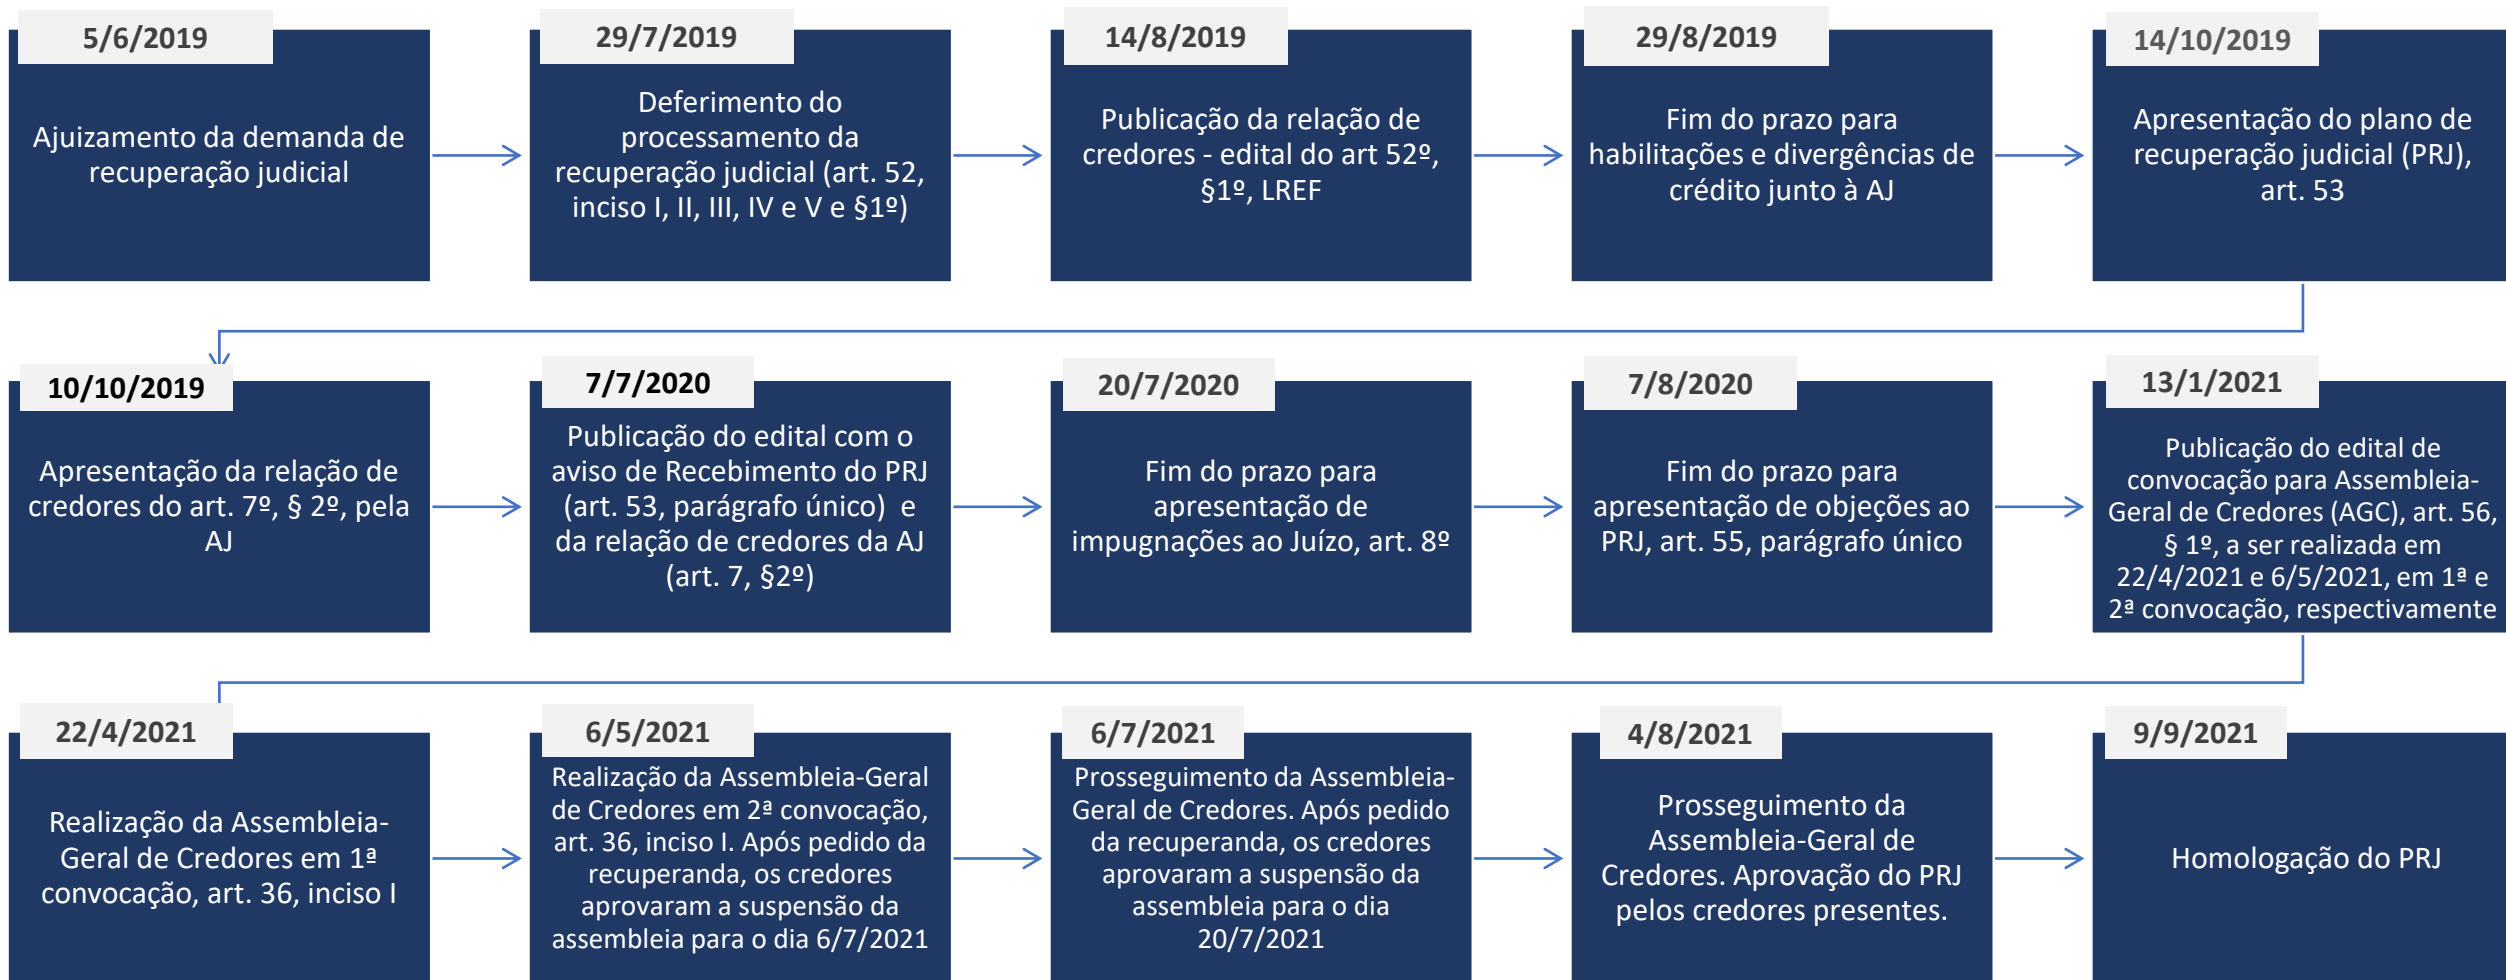 5/6/2019
Ajuizamento da demanda de
recuperação judicial
29/7/2019
Deferimento do
processamento da
recuperação judicial (art. 52,
inciso I, II, III, IV e V e §1º)
14/8/2019
Publicação da relação de
credores - edital do art 52º,
§1º, LREF
29/8/2019
Fim do prazo para
habilitações e divergências de
crédito junto à AJ
14/10/2019
Apresentação do plano de
recuperação judicial (PRJ),
art. 53
10/10/2019
Apresentação da relação de
credores do art. 7º, § 2º, pela
AJ
7/7/2020
Publicação do edital com o
aviso de Recebimento do PRJ
(art. 53, parágrafo único) e
da relação de credores da AJ
(art. 7, §2º)
20/7/2020
Fim do prazo para
apresentação de
impugnações ao Juízo, art. 8º
7/8/2020
Fim do prazo para
apresentação de objeções ao
PRJ, art. 55, parágrafo único
13/1/2021
Publicação do edital de
convocação para Assembleia-
Geral de Credores (AGC), art. 56,
§ 1º, a ser realizada em
22/4/2021 e 6/5/2021, em 1ª e
2ª convocação, respectivamente
22/4/2021
Realização da Assembleia-
Geral de Credores em 1ª
convocação, art. 36, inciso I
6/5/2021
Realização da Assembleia-Geral
de Credores em 2ª convocação,
art. 36, inciso I. Após pedido da
recuperanda, os credores
aprovaram a suspensão da
assembleia para o dia 6/7/2021
6/7/2021
Prosseguimento da Assembleia-
Geral de Credores. Após pedido
da recuperanda, os credores
aprovaram a suspensão da
assembleia para o dia
20/7/2021
4/8/2021
Prosseguimento da
Assembleia-Geral de
Credores. Aprovação do PRJ
pelos credores presentes.
9/9/2021
Homologação do PRJ